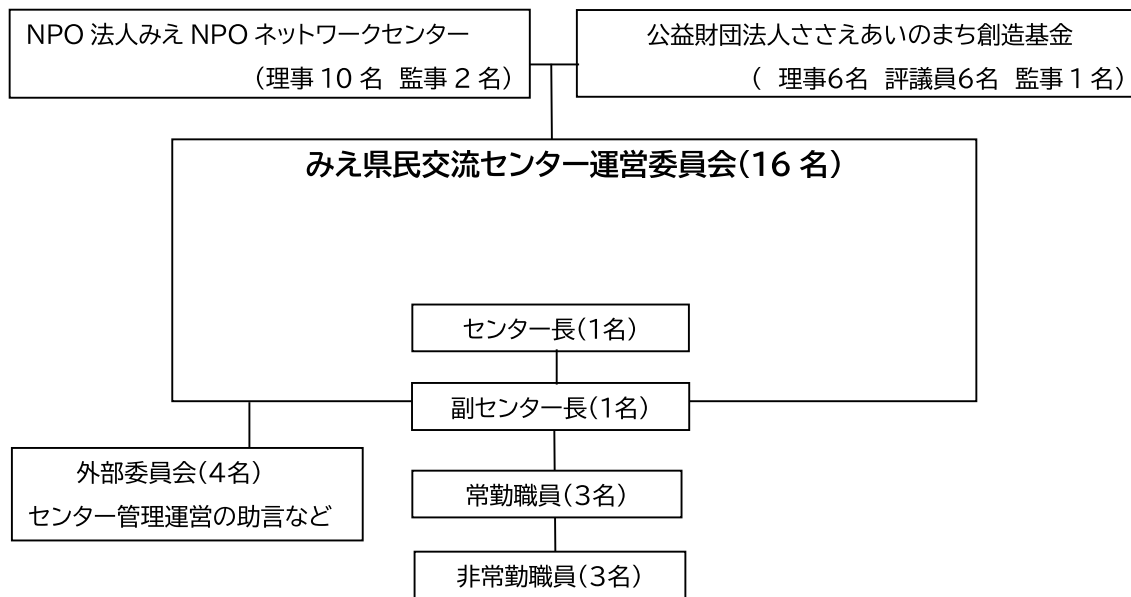 NPO 法人みえ NPO ネットワークセンター
（理事 10 名　監事 2 名）
公益財団法人ささえあいのまち創造基金
（　理事6名　評議員6名　監事 1 名）
みえ県民交流センター運営委員会（16 名）
センター長（1名）
副センター長（1名）
外部委員会（4名）
センター管理運営の助言など
常勤職員（3名）
非常勤職員（3名）